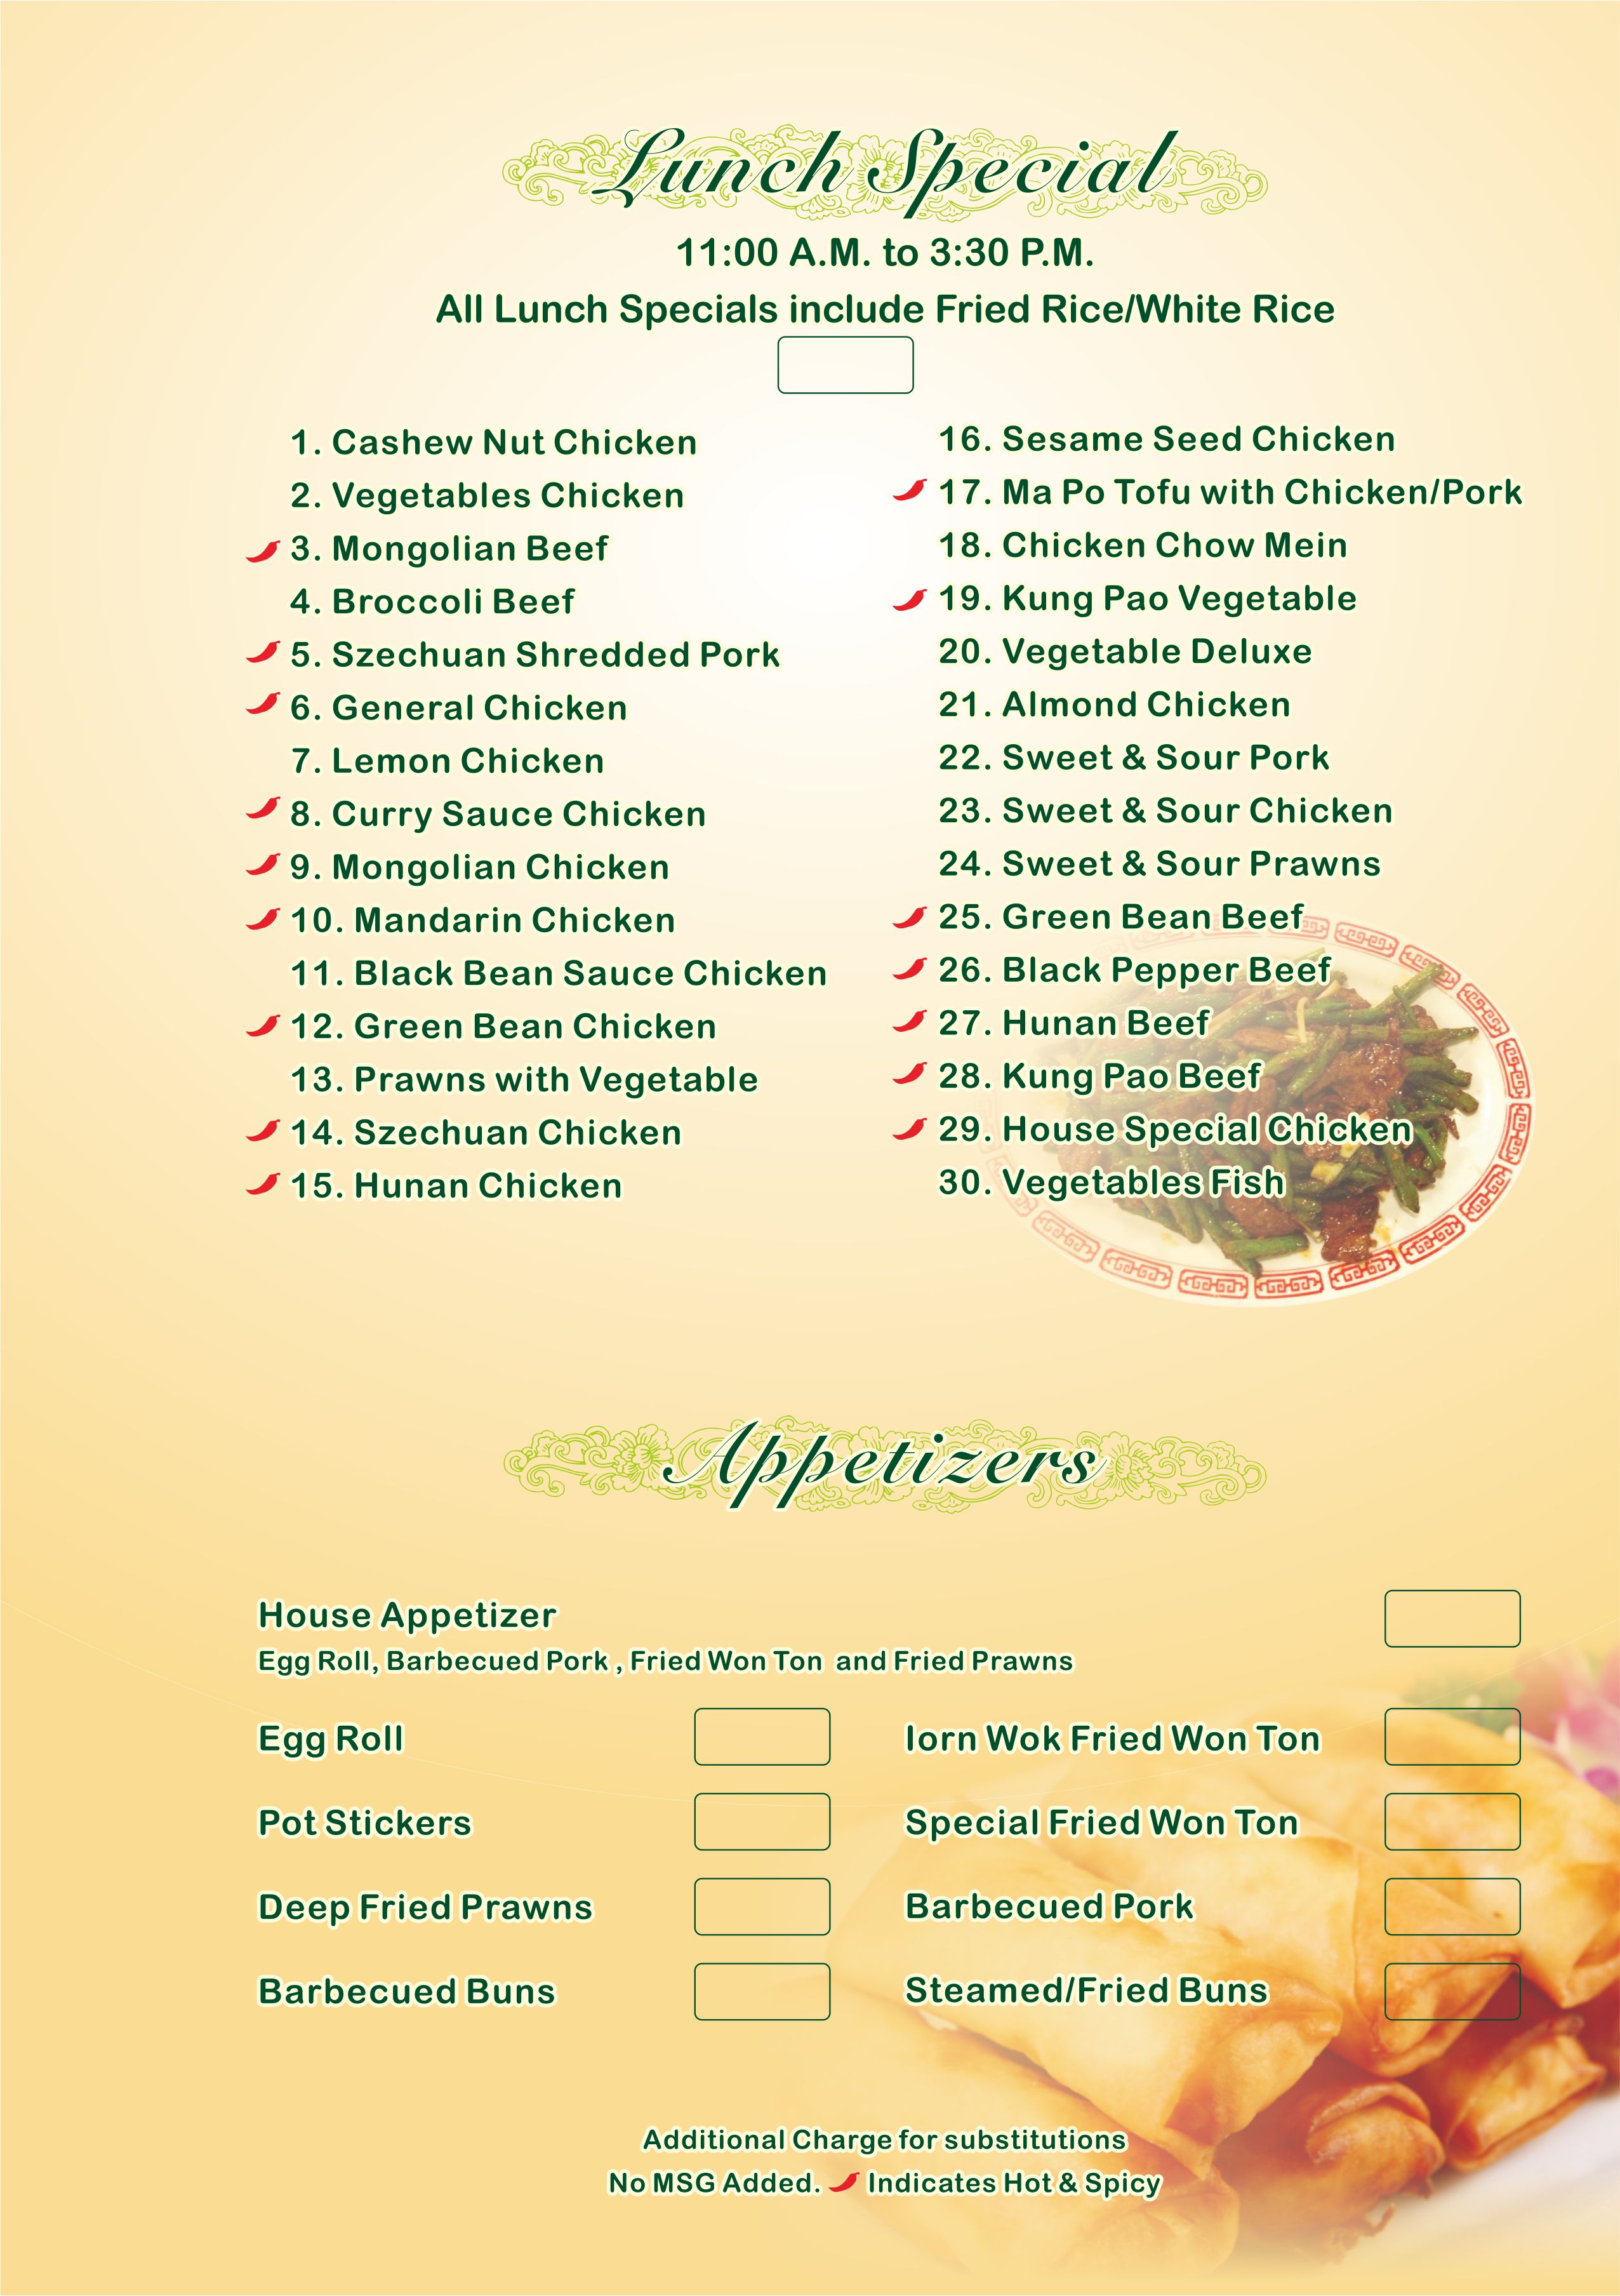 Lunch Special
11:00 A.M. to 3:30 P.M.
All Lunch Specials include Fried Rice/White Rice
1. Cashew Nut Chicken
2. Vegetables Chicken
3. Mongolian Beef
4. Broccoli Beef
5. Szechuan Shredded Pork
6. General Chicken
7. Lemon Chicken
8. Curry Sauce Chicken
9. Mongolian Chicken
10. Mandarin Chicken
11. Black Bean Sauce Chicken
12. Green Bean Chicken
13. Prawns with Vegetable
14. Szechuan Chicken
15. Hunan Chicken
16. Sesame Seed Chicken
17. Ma Po Tofu with Chicken/Pork
18. Chicken Chow Mein
19. Kung Pao Vegetable
20. Vegetable Deluxe
21. Almond Chicken
22. Sweet & Sour Pork
23. Sweet & Sour Chicken
24. Sweet & Sour Prawns
25. Green Bean Beef
26. Black Pepper Beef
27. Hunan Beef
28. Kung Pao Beef
29. House Special Chicken
30. Vegetables Fish
Appetizers
House Appetizer
Egg Roll, Barbecued Pork , Fried Won Ton and Fried Prawns
Egg Roll
Pot Stickers
Deep Fried Prawns
Barbecued Buns
Iorn Wok Fried Won Ton
Special Fried Won Ton
Barbecued Pork
Steamed/Fried Buns
Additional Charge for substitutions
No MSG Added. Indicates Hot & Spicy